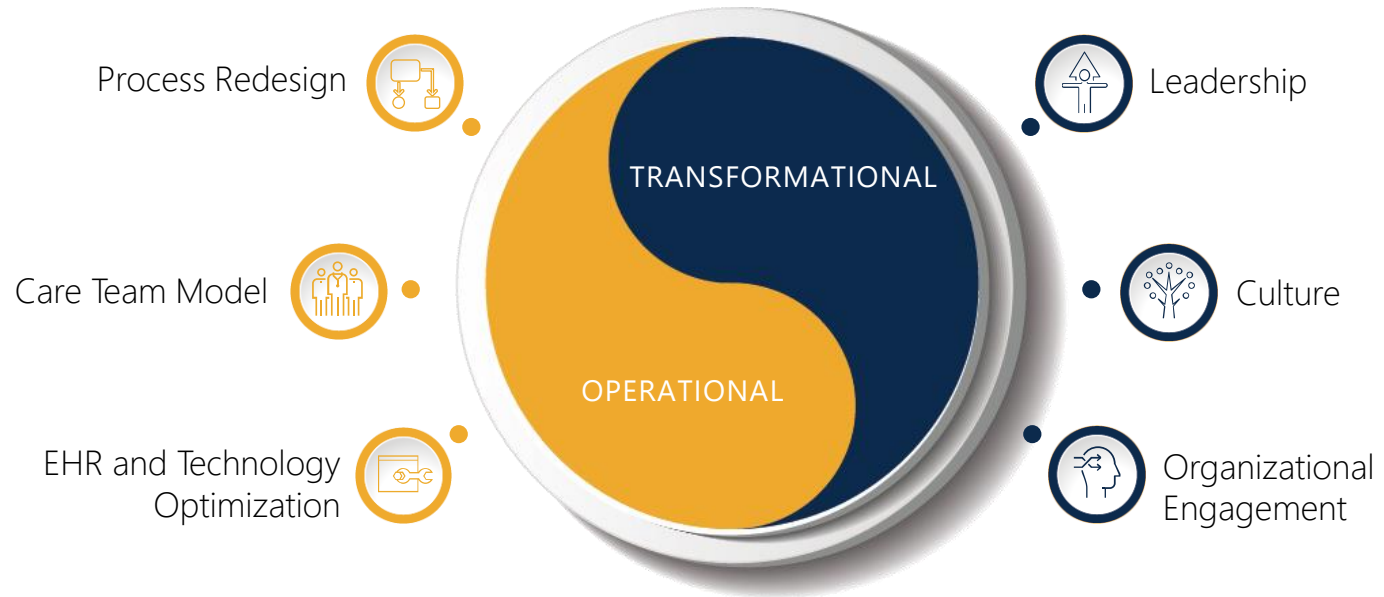 Process Redesign
Care Team Model
EHR and Technology
Optimization
TRANSFORMATIONAL
OPERATIONAL
Leadership
Culture
Organizational
Engagement